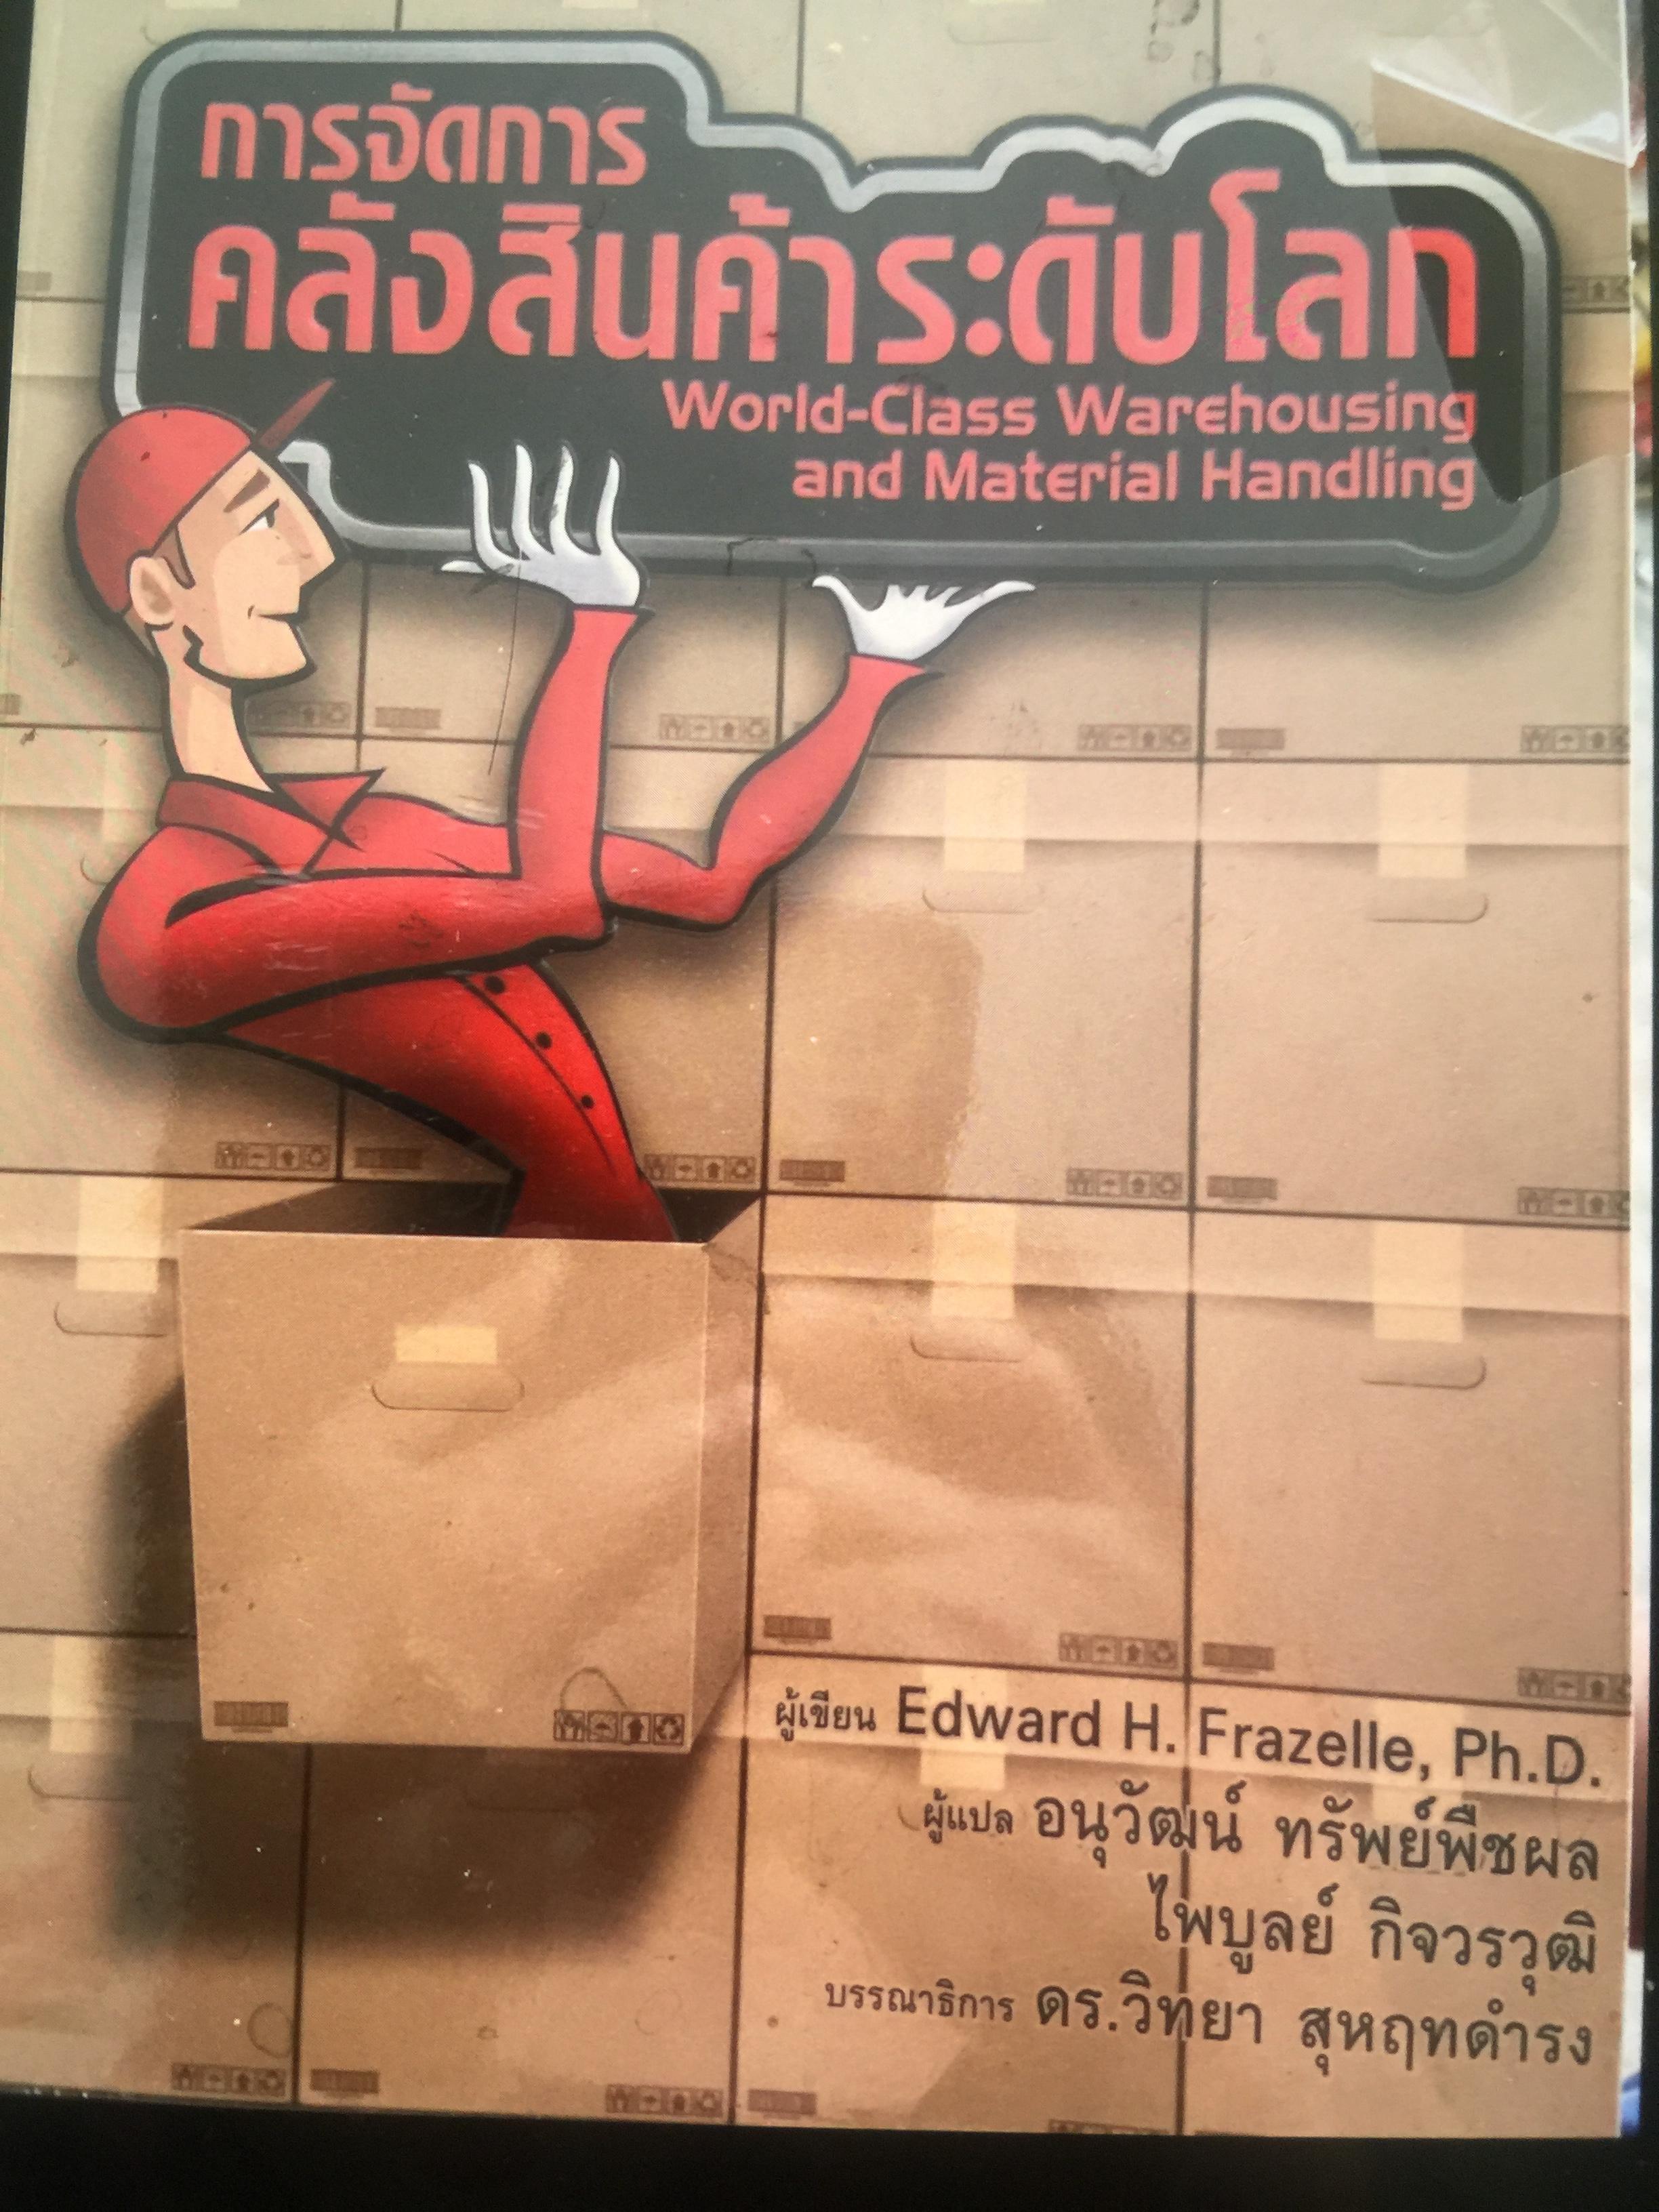 การจัดการ
คลังสินค้าระดับโลก
World-Class Warehousing
and Material Handling
ผู้เขียน Edward H. Frazelle, Ph.D.
ผู้แปล อนุวัฒน์ ทรัพย์พืชผล
ไพบูลย์ กิจวรวุฒิ
บรรณาธิการ ดร.วิทยา สุหฤทดำรง